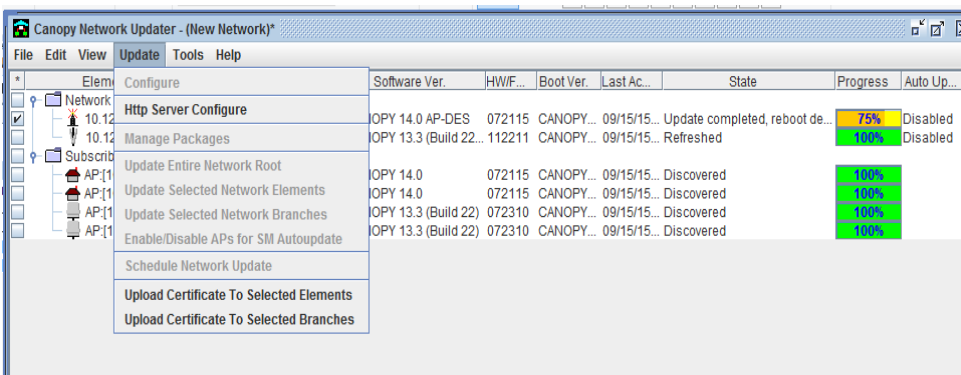 Canopy Network Updater - (New Network)*
File Edit View Update Tools Help
* Elem Software Ver. HW/F... Boot Ver. Last Ac... State Progress Auto Up...
Configure
Http Server Configure
Manage Packages
Update Entire Network Root
Update Selected Network Elements
Update Selected Network Branches
Enable/Disable APs for SM Autoupdate
Schedule Network Update
Upload Certificate To Selected Elements
Upload Certificate To Selected Branches
Network
10.12 OPY 14.0 AP-DES 072115 CANOPY... 09/15/15... Update completed, reboot de... 75% Disabled
10.12 OPY 13.3 (Build 22... 112211 CANOPY... 09/15/15... Refreshed 100% Disabled
Subscrib
AP:[1 OPY 14.0 072115 CANOPY... 09/15/15... Discovered 100%
AP:[1 OPY 14.0 072115 CANOPY... 09/15/15... Discovered 100%
AP:[1 OPY 13.3 (Build 22) 072310 CANOPY... 09/15/15... Discovered 100%
AP:[1 OPY 13.3 (Build 22) 072310 CANOPY... 09/15/15... Discovered 100%